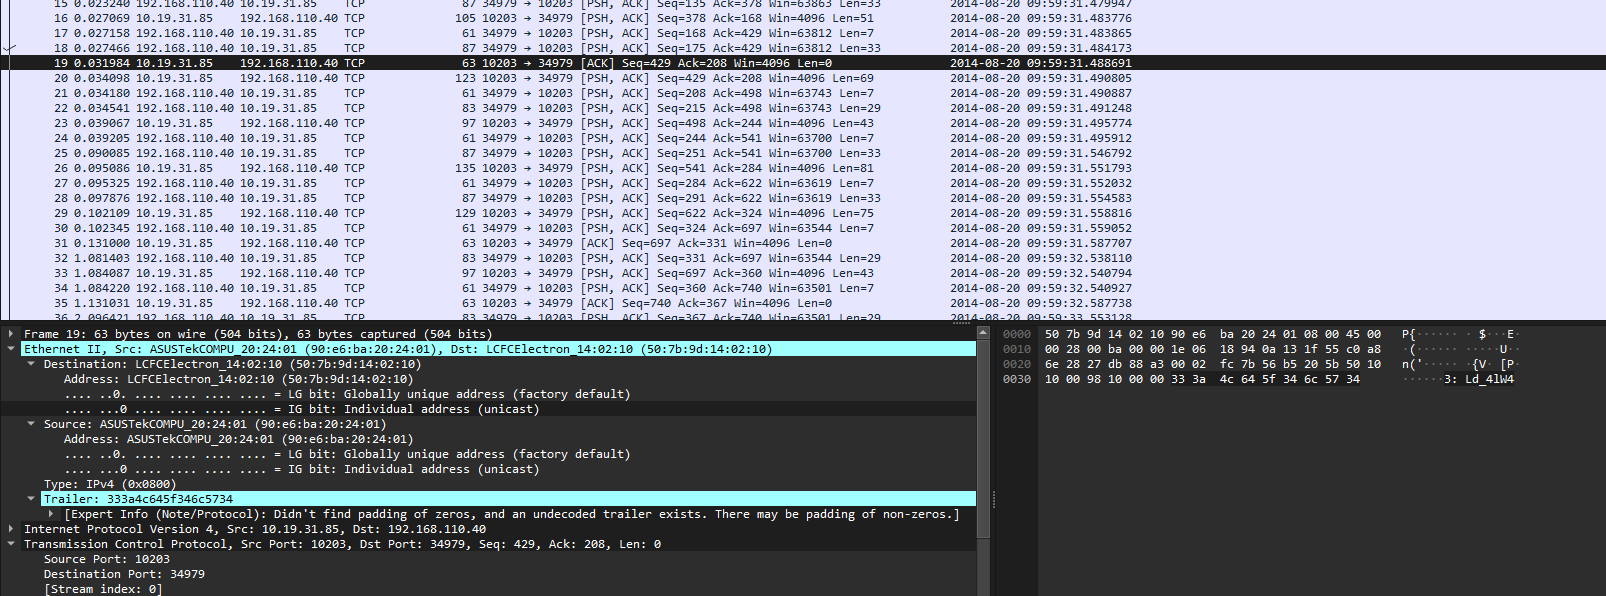 15 0.023240 192.168.110.40 10.19.31.85 TCP 87 34979 → 10203 [PSH, ACK] Seq=135 Ack=378 Win=63863 Len=33 2014-08-20 09:59:31.479947
16 0.027069 10.19.31.85 192.168.110.40 TCP 105 10203 → 34979 [PSH, ACK] Seq=378 Ack=168 Win=4096 Len=51 2014-08-20 09:59:31.483776
17 0.027158 192.168.110.40 10.19.31.85 TCP 61 34979 → 10203 [PSH, ACK] Seq=168 Ack=429 Win=63812 Len=7 2014-08-20 09:59:31.483865
18 0.027466 192.168.110.40 10.19.31.85 TCP 87 34979 → 10203 [PSH, ACK] Seq=175 Ack=429 Win=63812 Len=33 2014-08-20 09:59:31.484173
19 0.031984 10.19.31.85 192.168.110.40 TCP 63 10203 → 34979 [ACK] Seq=429 Ack=208 Win=4096 Len=0 2014-08-20 09:59:31.488691
20 0.034098 10.19.31.85 192.168.110.40 TCP 123 10203 → 34979 [PSH, ACK] Seq=429 Ack=208 Win=4096 Len=69 2014-08-20 09:59:31.490805
21 0.034180 192.168.110.40 10.19.31.85 TCP 61 34979 → 10203 [PSH, ACK] Seq=208 Ack=498 Win=63743 Len=7 2014-08-20 09:59:31.490887
22 0.034541 192.168.110.40 10.19.31.85 TCP 83 34979 → 10203 [PSH, ACK] Seq=215 Ack=498 Win=63743 Len=29 2014-08-20 09:59:31.491248
23 0.039067 10.19.31.85 192.168.110.40 TCP 97 10203 → 34979 [PSH, ACK] Seq=498 Ack=244 Win=4096 Len=43 2014-08-20 09:59:31.495774
24 0.039205 192.168.110.40 10.19.31.85 TCP 61 34979 → 10203 [PSH, ACK] Seq=244 Ack=541 Win=63700 Len=7 2014-08-20 09:59:31.495912
25 0.090085 192.168.110.40 10.19.31.85 TCP 87 34979 → 10203 [PSH, ACK] Seq=251 Ack=541 Win=63700 Len=33 2014-08-20 09:59:31.546792
26 0.095086 10.19.31.85 192.168.110.40 TCP 135 10203 → 34979 [PSH, ACK] Seq=541 Ack=284 Win=4096 Len=81 2014-08-20 09:59:31.551793
27 0.095325 192.168.110.40 10.19.31.85 TCP 61 34979 → 10203 [PSH, ACK] Seq=284 Ack=622 Win=63619 Len=7 2014-08-20 09:59:31.552032
28 0.097876 192.168.110.40 10.19.31.85 TCP 87 34979 → 10203 [PSH, ACK] Seq=291 Ack=622 Win=63619 Len=33 2014-08-20 09:59:31.554583
29 0.102109 10.19.31.85 192.168.110.40 TCP 129 10203 → 34979 [PSH, ACK] Seq=622 Ack=324 Win=4096 Len=75 2014-08-20 09:59:31.558816
30 0.102345 192.168.110.40 10.19.31.85 TCP 61 34979 → 10203 [PSH, ACK] Seq=324 Ack=697 Win=63544 Len=7 2014-08-20 09:59:31.559052
31 0.131000 10.19.31.85 192.168.110.40 TCP 63 10203 → 34979 [ACK] Seq=697 Ack=331 Win=4096 Len=0 2014-08-20 09:59:31.587707
32 1.081403 192.168.110.40 10.19.31.85 TCP 83 34979 → 10203 [PSH, ACK] Seq=331 Ack=697 Win=63544 Len=29 2014-08-20 09:59:32.538110
33 1.084087 10.19.31.85 192.168.110.40 TCP 97 10203 → 34979 [PSH, ACK] Seq=697 Ack=360 Win=4096 Len=43 2014-08-20 09:59:32.540794
34 1.084220 192.168.110.40 10.19.31.85 TCP 61 34979 → 10203 [PSH, ACK] Seq=360 Ack=740 Win=63501 Len=7 2014-08-20 09:59:32.540927
35 1.131031 10.19.31.85 192.168.110.40 TCP 63 10203 → 34979 [ACK] Seq=740 Ack=367 Win=4096 Len=0 2014-08-20 09:59:32.587738
36 2.096421 192.168.110.40 10.19.31.85 TCP 83 34979 → 10203 [PSH, ACK] Seq=367 Ack=740 Win=63501 Len=29 2014-08-20 09:59:33.553128
Frame 19: 63 bytes on wire (504 bits), 63 bytes captured (504 bits)
Ethernet II, Src: ASUSTekCOMPU_20:24:01 (90:e6:ba:20:24:01), Dst: LCFCElectron_14:02:10 (50:7b:9d:14:02:10)
Destination: LCFCElectron_14:02:10 (50:7b:9d:14:02:10)
Address: LCFCElectron_14:02:10 (50:7b:9d:14:02:10)
.... ..0. .... .... .... .... = LG bit: Globally unique address (factory default)
.... ...0 .... .... .... .... = IG bit: Individual address (unicast)
Source: ASUSTekCOMPU_20:24:01 (90:e6:ba:20:24:01)
Address: ASUSTekCOMPU_20:24:01 (90:e6:ba:20:24:01)
.... ..0. .... .... .... .... = LG bit: Globally unique address (factory default)
.... ...0 .... .... .... .... = IG bit: Individual address (unicast)
Type: IPv4 (0x0800)
Trailer: 333a4c645f346c5734
[Expert Info (Note/Protocol): Didn't find padding of zeros, and an undecoded trailer exists. There may be padding of non-zeros.]
Internet Protocol Version 4, Src: 10.19.31.85, Dst: 192.168.110.40
Transmission Control Protocol, Src Port: 10203, Dst Port: 34979, Seq: 429, Ack: 208, Len: 0
Source Port: 10203
Destination Port: 34979
[Stream index: 0]
0000 50 7b 9d 14 02 10 90 e6 ba 20 24 01 08 00 45 00 P{······ · $···E·
0010 00 28 00 ba 00 00 1e 06 18 94 0a 13 1f 55 c0 a8 ·(······ ·····U··
0020 6e 28 27 db 88 a3 00 02 fc 7b 56 b5 20 5b 50 10 n('····· ·{V· [P·
0030 10 00 98 10 00 00 33 3a 4c 64 5f 34 6c 57 34 ······3: Ld_4lW4